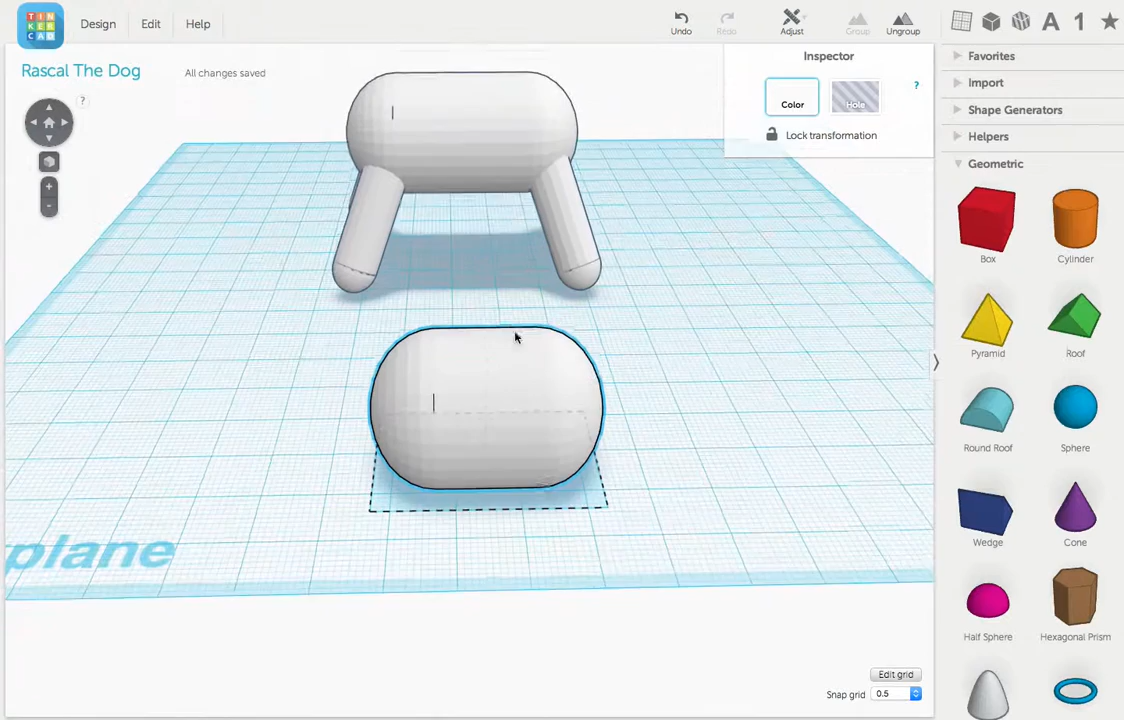 TIN
KER
CAD
Design
Edit
Help
Undo
Redo
Adjust
Group
Ungroup
A
1
Rascal The Dog
All changes saved
?
Inspector
Color
Hole
?
Lock transformation
Favorites
Import
Shape Generators
Helpers
Geometric
Box
Cylinder
Pyramid
Roof
Round Roof
Sphere
Wedge
Cone
Half Sphere
Hexagonal Prism
plane
Edit grid
Snap grid
0.5